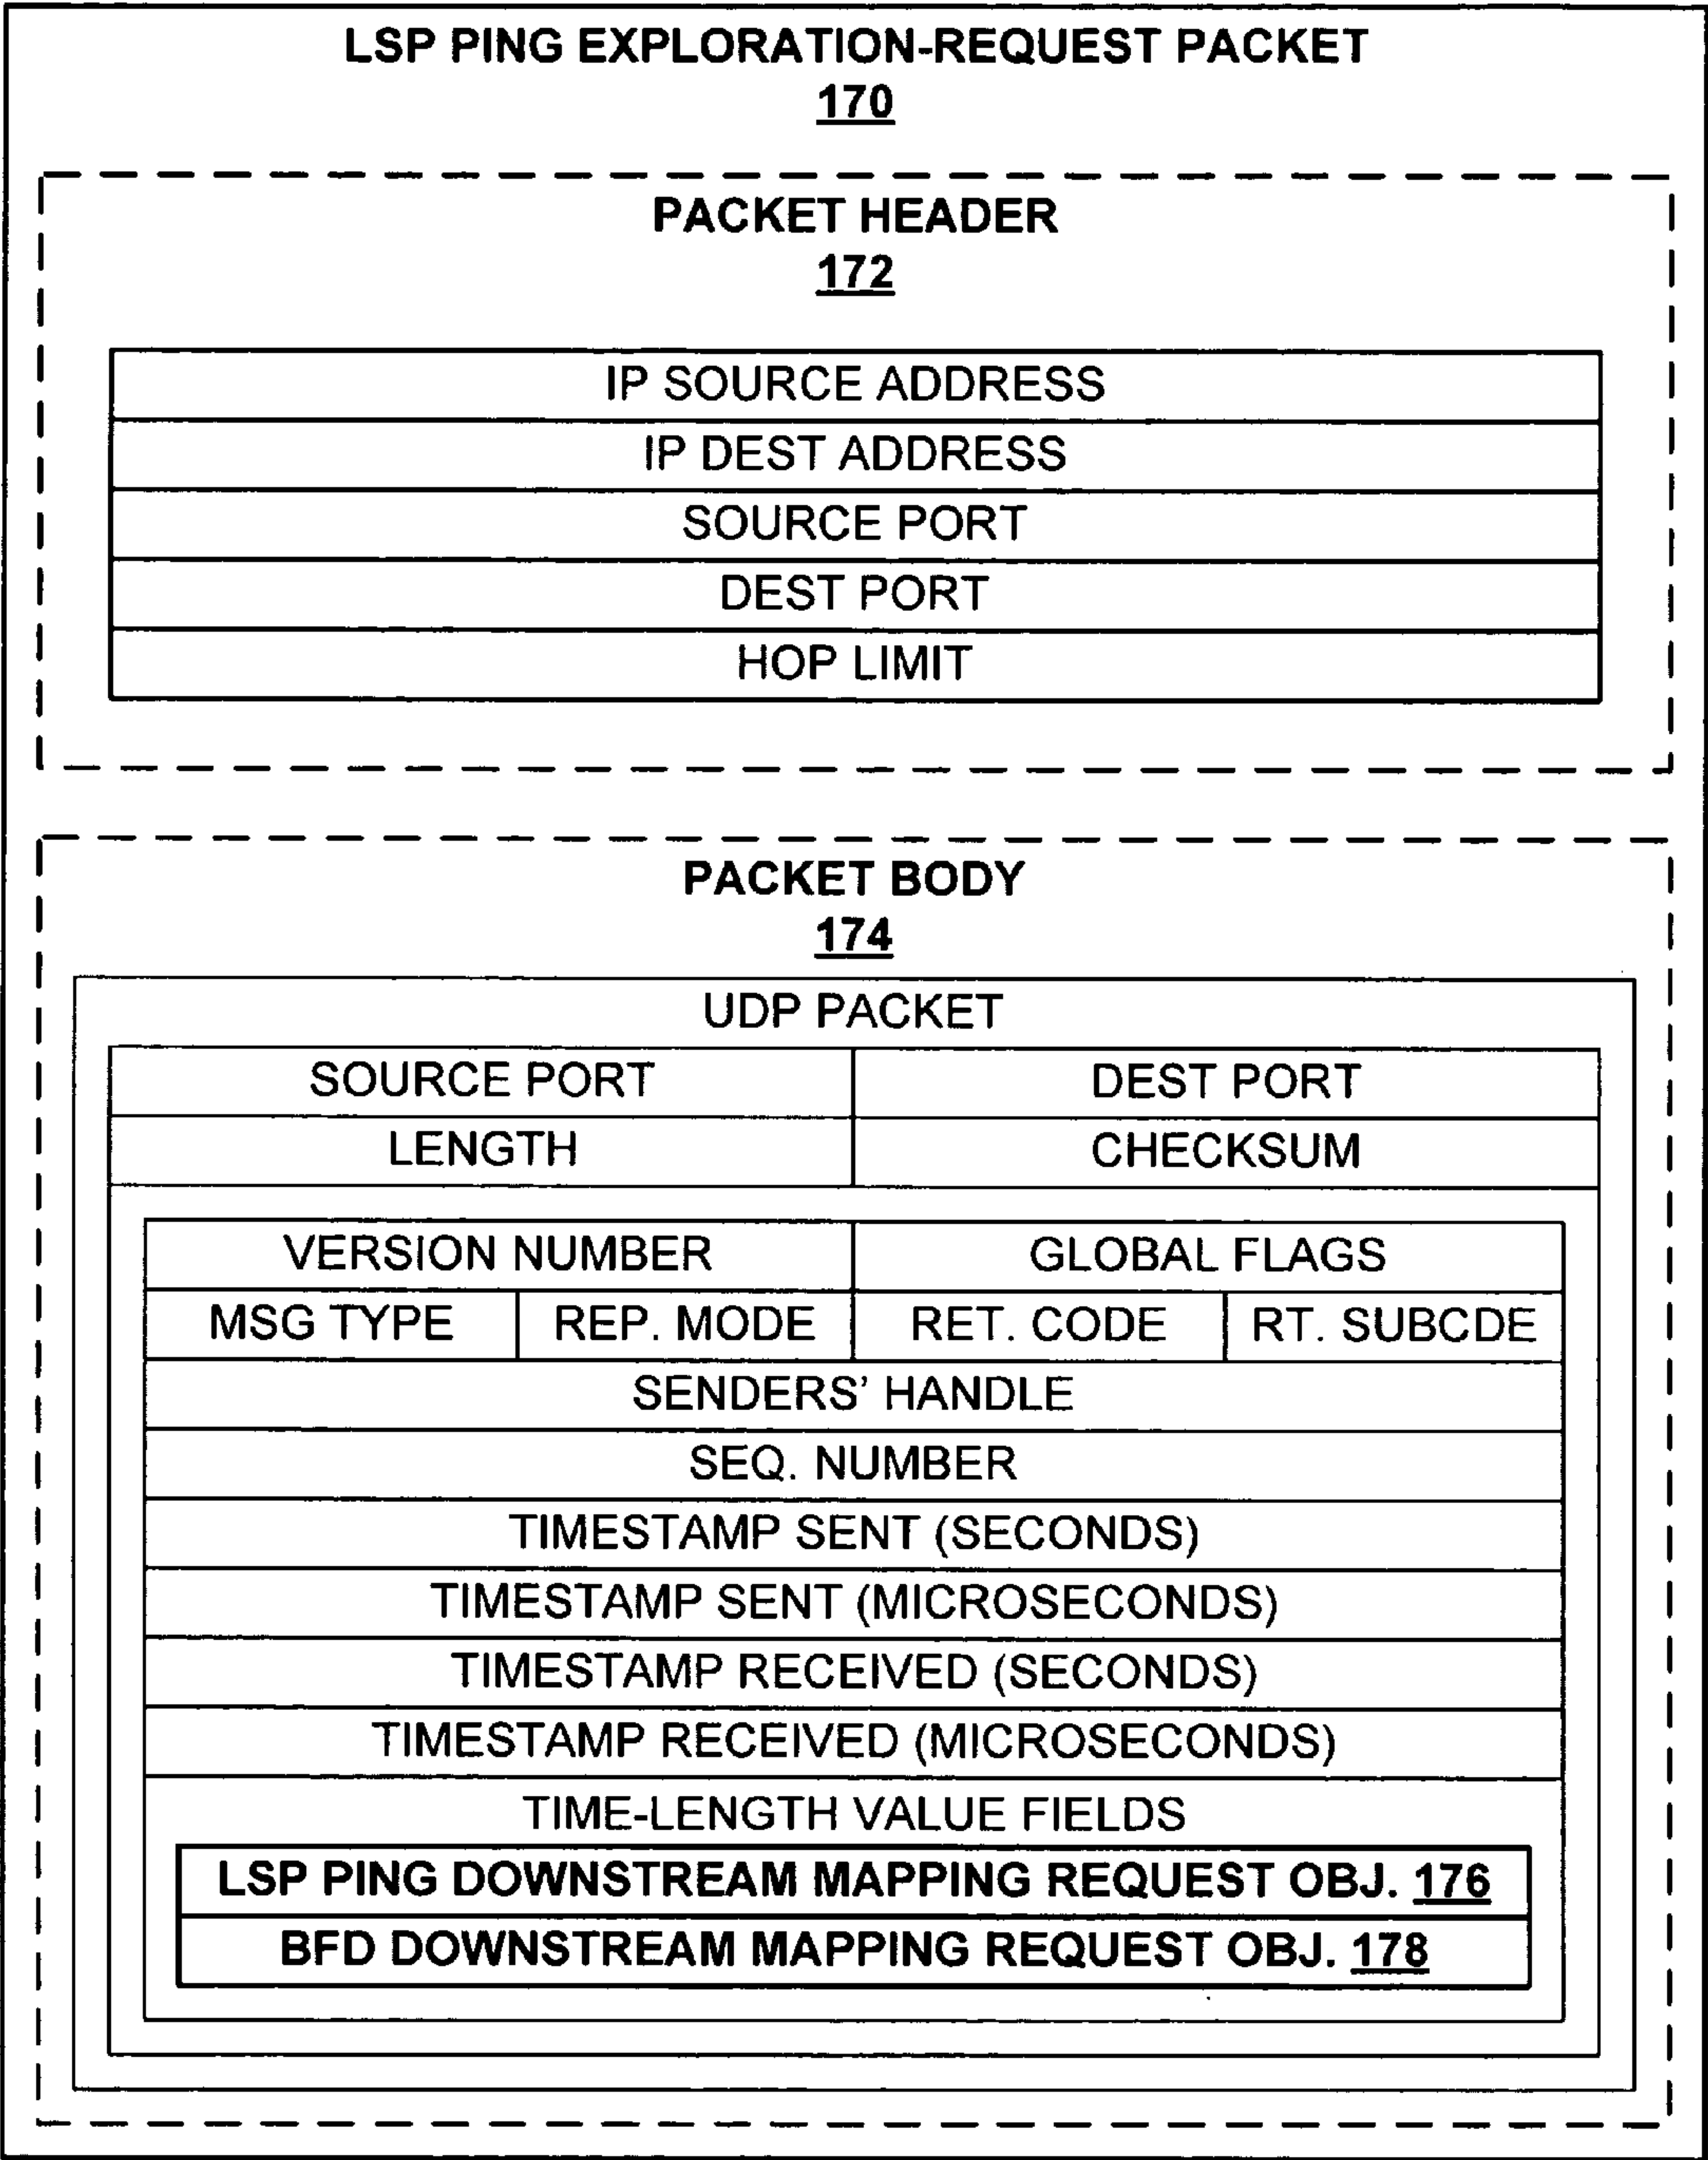 LSP PING EXPLORATION-REQUEST PACKET
170
PACKET HEADER
172
IP SOURCE ADDRESS
IP DEST ADDRESS
SOURCE PORT
DEST PORT
HOP LIMIT
PACKET BODY
174
UDP PACKET
SOURCE PORT DEST PORT
LENGTH CHECKSUM
VERSION NUMBER GLOBAL FLAGS
MSG TYPE REP. MODE RET. CODE RT. SUBCDE
SENDERS’ HANDLE
SEQ. NUMBER
TIMESTAMP SENT (SECONDS)
TIMESTAMP SENT (MICROSECONDS)
TIMESTAMP RECEIVED (SECONDS)
TIMESTAMP RECEIVED (MICROSECONDS)
TIME-LENGTH VALUE FIELDS
LSP PING DOWNSTREAM MAPPING REQUEST OBJ. 176
BFD DOWNSTREAM MAPPING REQUEST OBJ. 178